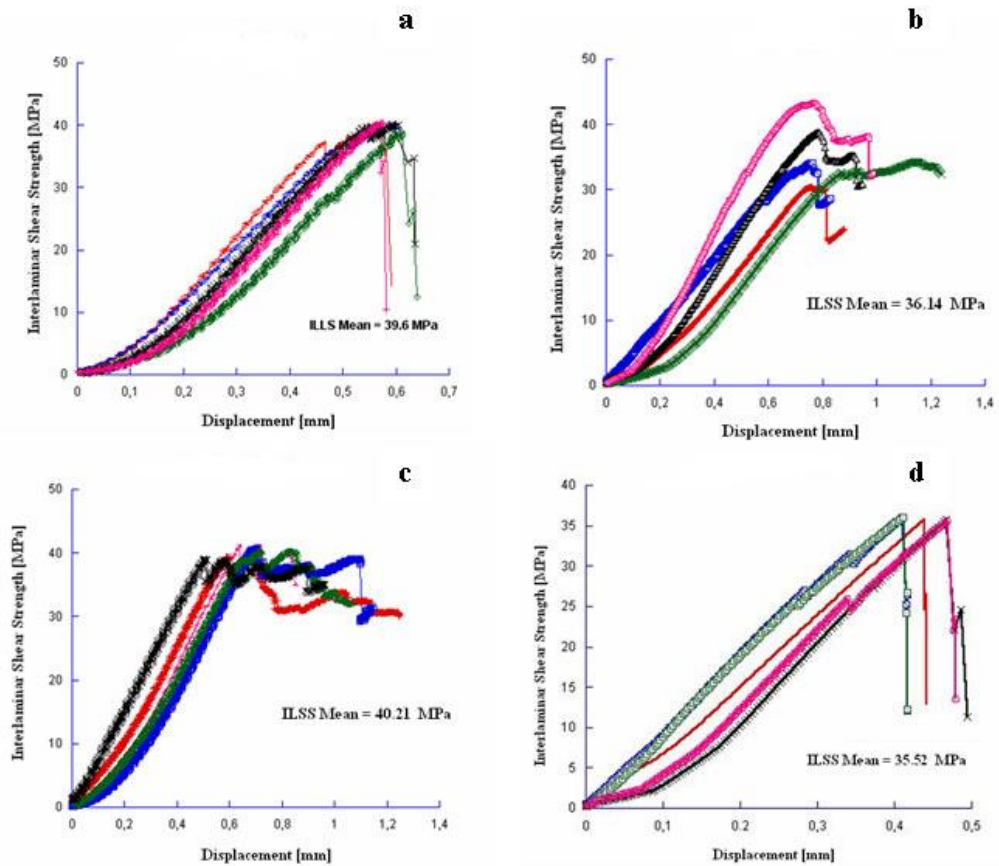 a
Interlaminar Shear Strength [MPa]
50
40
30
20
10
0
ILLS Mean = 39.6 MPa
0 0,1 0,2 0,3 0,4 0,5 0,6 0,7
Displacement [mm]
b
Interlaminar Shear Strength [MPa]
50
40
30
20
10
0
ILSS Mean = 36.14 MPa
0 0,2 0,4 0,6 0,8 1 1,2 1,4
Displacement [mm]
c
Interlaminar Shear Strength [MPa]
50
40
30
20
10
0
ILSS Mean = 40.21 MPa
0 0,2 0,4 0,6 0,8 1 1,2 1,4
Displacement [mm]
d
Interlaminar Shear Strength [MPa]
40
35
30
25
20
15
10
5
0
ILSS Mean = 35.52 MPa
0 0,1 0,2 0,3 0,4 0,5
Displacement [mm]